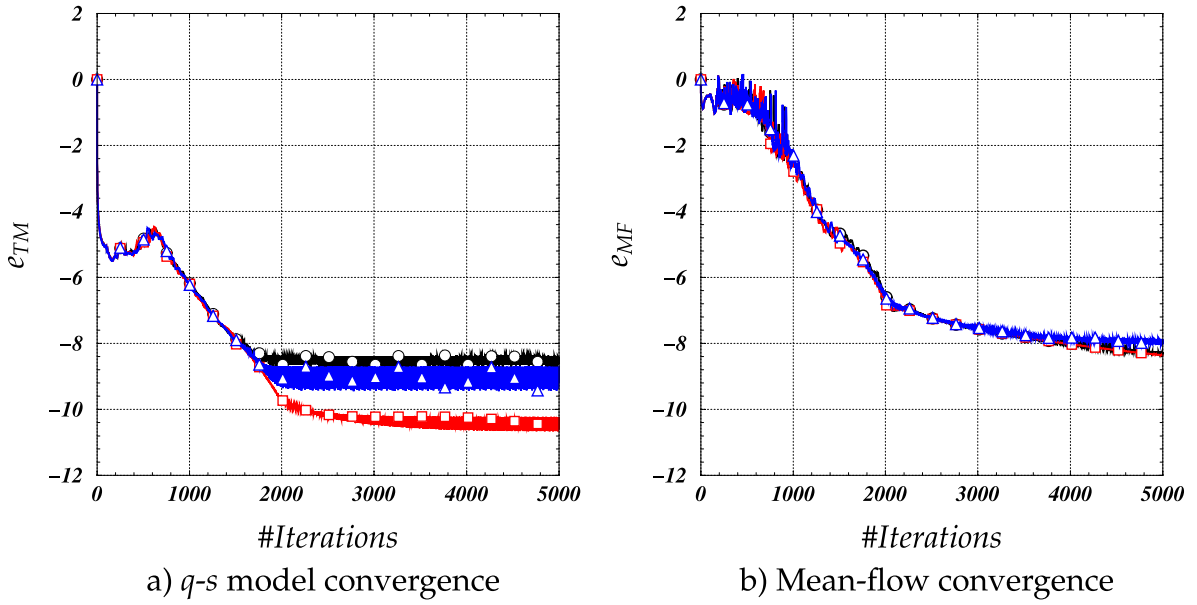 2
0
−2
−4
−6
−8
−10
−12
e_TM
0 1000 2000 3000 4000 5000
#Iterations
a) q-s model convergence
2
0
−2
−4
−6
−8
−10
−12
e_MF
0 1000 2000 3000 4000 5000
#Iterations
b) Mean-flow convergence